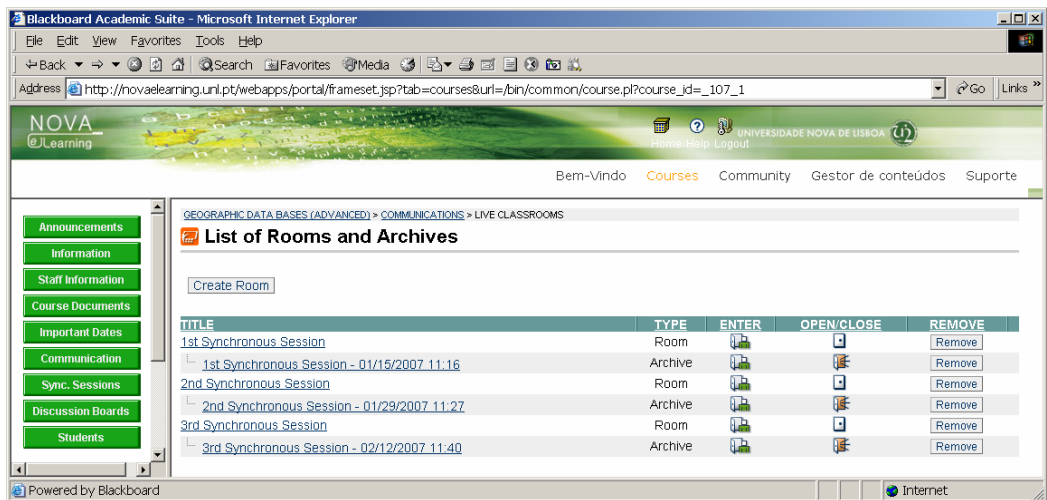 Blackboard Academic Suite - Microsoft Internet Explorer
File Edit View Favorites Tools Help
Back Search Favorites Media
Address http://novaelearning.unl.pt/webapps/portal/frameset.jsp?tab=courses&url=/bin/common/course.pl?course_id=_107_1 Go Links »
NOVA_
e]Learning
Home Help Logout UNIVERSIDADE NOVA DE LISBOA
Bem-Vindo Courses Community Gestor de conteúdos Suporte
Announcements
Information
Staff Information
Course Documents
Important Dates
Communication
Sync. Sessions
Discussion Boards
Students
GEOGRAPHIC DATA BASES (ADVANCED) > COMMUNICATIONS > LIVE CLASSROOMS
List of Rooms and Archives
Create Room
TITLE TYPE ENTER OPEN/CLOSE REMOVE
1st Synchronous Session Room Remove
1st Synchronous Session - 01/15/2007 11:16 Archive Remove
2nd Synchronous Session Room Remove
2nd Synchronous Session - 01/29/2007 11:27 Archive Remove
3rd Synchronous Session Room Remove
3rd Synchronous Session - 02/12/2007 11:40 Archive Remove
Powered by Blackboard Internet